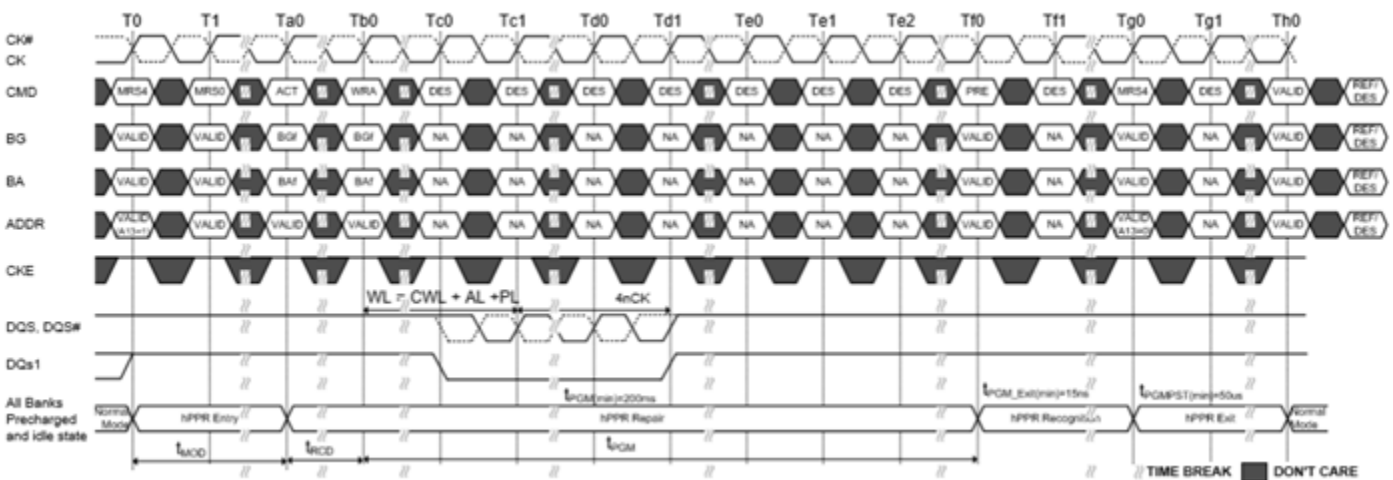 T0 T1 Ta0 Tb0 Tc0 Tc1 Td0 Td1 Te0 Te1 Te2 Tf0 Tf1 Tg0 Tg1 Th0
CK#
CK
CMD MRS4 MRS0 ACT WRA DES DES DES DES DES DES DES PRE DES MRS4 DES VALID REF/ DES
BG VALID VALID BGf BGf NA NA NA NA NA NA NA VALID NA VALID NA VALID REF/ DES
BA VALID VALID BAf BAf NA NA NA NA NA NA NA VALID NA VALID NA VALID REF/ DES
ADDR VALID (A13=1) VALID VALID VALID NA NA NA NA NA NA NA VALID NA VALID (A13=0) NA VALID REF/ DES
CKE
WL = CWL + AL +PL 4nCK
DQS, DQS#
DQs1
tPGM(min)=200ms tPGM_Exit(min)=15ns tPGMPST(min)=50us
All Banks
Precharged
and idle state
Normal Mode hPPR Entry hPPR Repair hPPR Recognition hPPR Exit Normal Mode
tMOD tRCD tPGM
TIME BREAK DON'T CARE